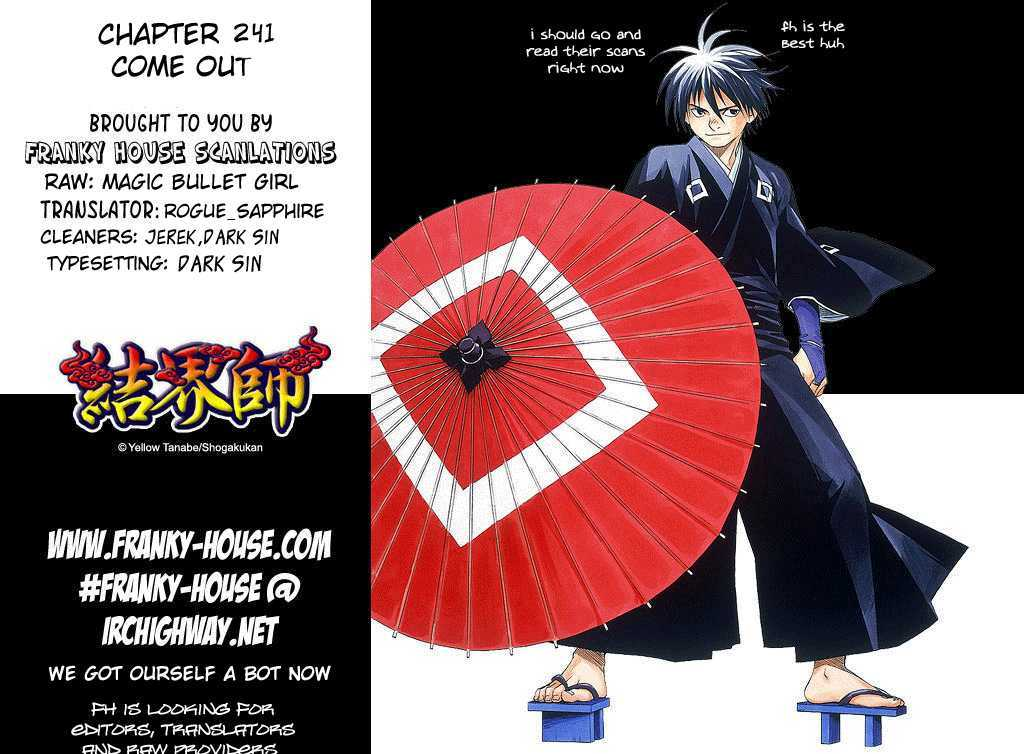 CHAPTER 241
COME OUT
BROUGHT TO YOU BY
FRANKY HOUSE SCANLATIONS
RAW: MAGIC BULLET GIRL
TRANSLATOR: ROGUE_SAPPHIRE
CLEANERS: JEREK,DARK SIN
TYPESETTING: DARK SIN
結界師
©Yellow Tanabe/Shogakukan
WWW.FRANKY-HOUSE.COM
#FRANKY-HOUSE @
IRCHIGHWAY.NET
WE GOT OURSELF A BOT NOW
FH IS LOOKING FOR
EDITORS, TRANSLATORS
AND RAW PROVIDERS
i should go and
read their scans
right now
fh is the
Best huh